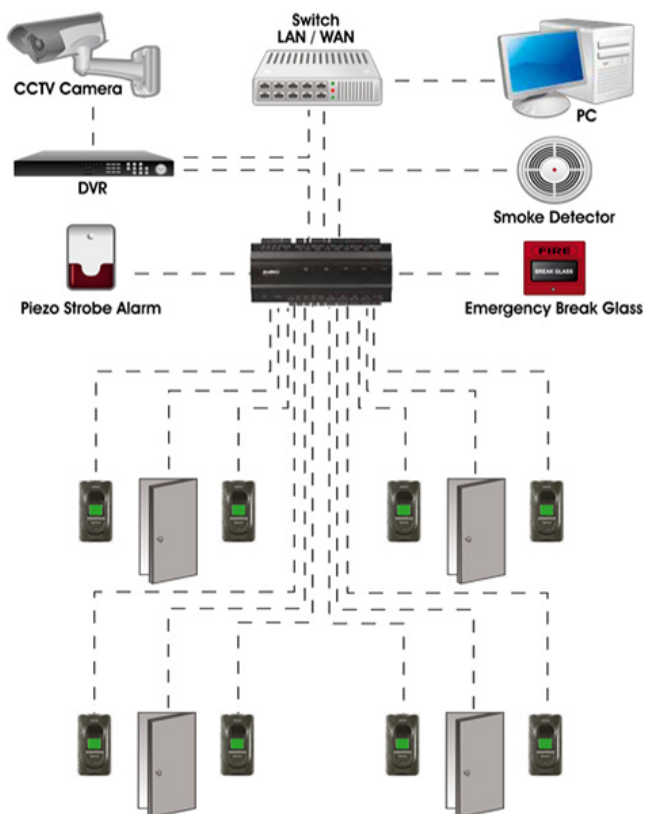 Switch
LAN / WAN
CCTV Camera
PC
DVR
Smoke Detector
FIRE
BREAK GLASS
Piezo Strobe Alarm
Emergency Break Glass